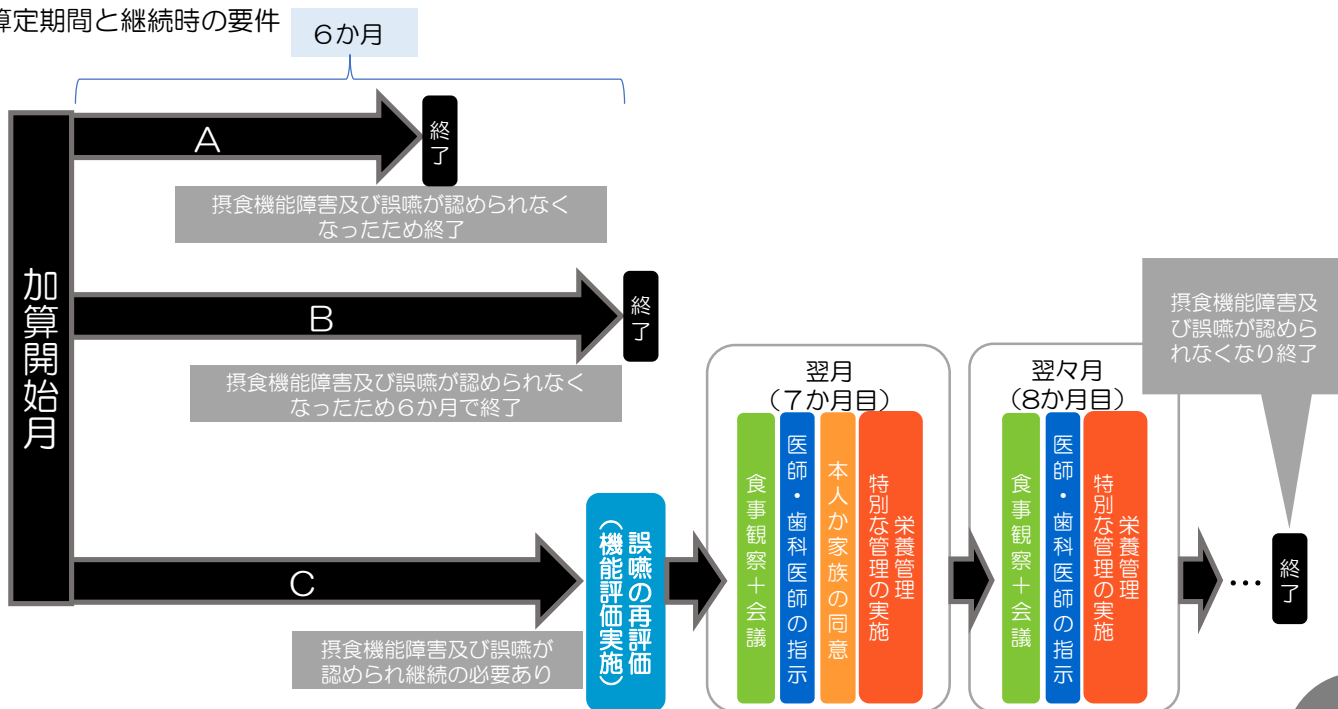 算定期間と継続時の要件
６か月
加算開始月
A
終了
摂食機能障害及び誤嚥が認められなく
なったため終了
B
終了
摂食機能障害及び誤嚥が認められなく
なったため６か月で終了
C
摂食機能障害及び誤嚥が
認められ継続の必要あり
誤嚥の再評価
（機能評価実施）
翌月
（７か月目）
食事観察＋会議
医師・歯科医師の指示
本人か家族の同意
栄養管理
特別な管理の実施
翌々月
（8か月目）
食事観察＋会議
医師・歯科医師の指示
栄養管理
特別な管理の実施
…
終了
摂食機能障害及
び誤嚥が認めら
れなくなり終了